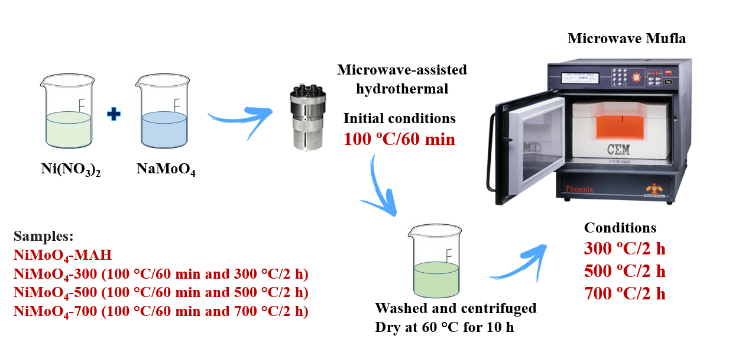 Microwave Mufla
Microwave-assisted
hydrothermal
Initial conditions
100 ºC/60 min
Ni(NO₃)₂
NaMoO₄
CEM
Phoenix
Samples:
NiMoO₄-MAH
NiMoO₄-300 (100 °C/60 min and 300 °C/2 h)
NiMoO₄-500 (100 °C/60 min and 500 °C/2 h)
NiMoO₄-700 (100 °C/60 min and 700 °C/2 h)
Washed and centrifuged
Dry at 60 °C for 10 h
Conditions
300 ºC/2 h
500 ºC/2 h
700 ºC/2 h